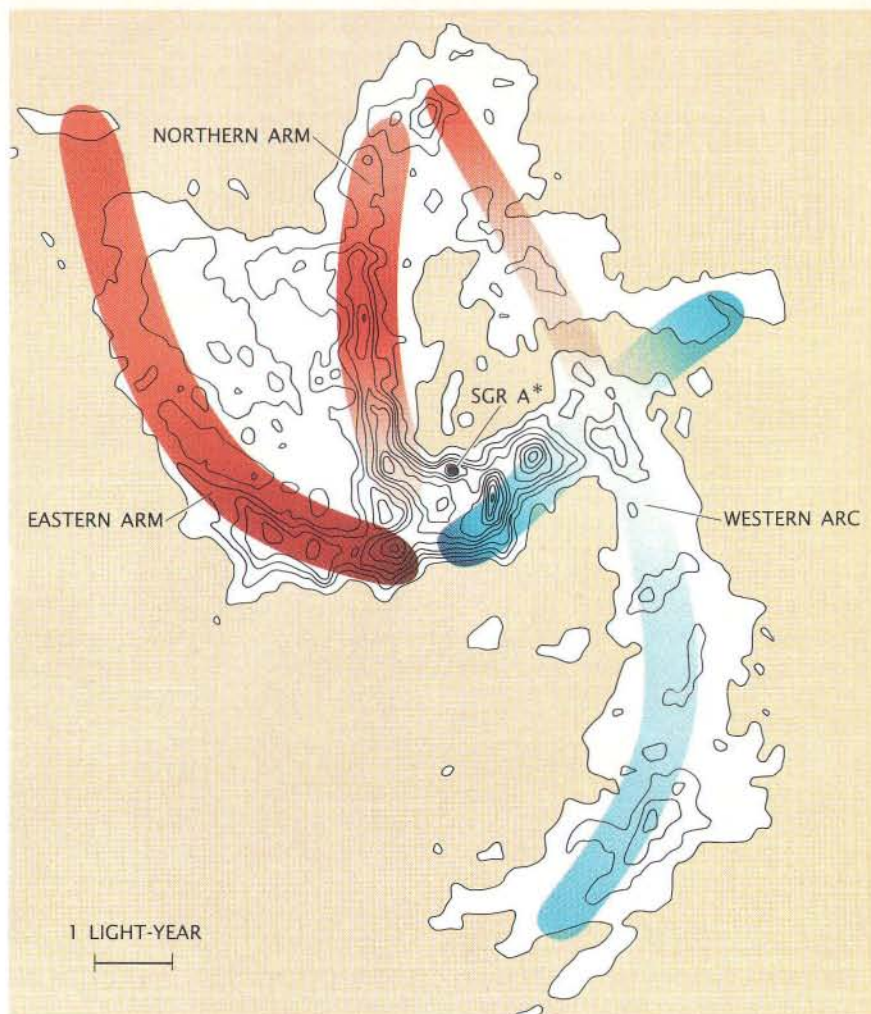 NORTHERN ARM
SGR A*
EASTERN ARM
WESTERN ARC
1 LIGHT-YEAR